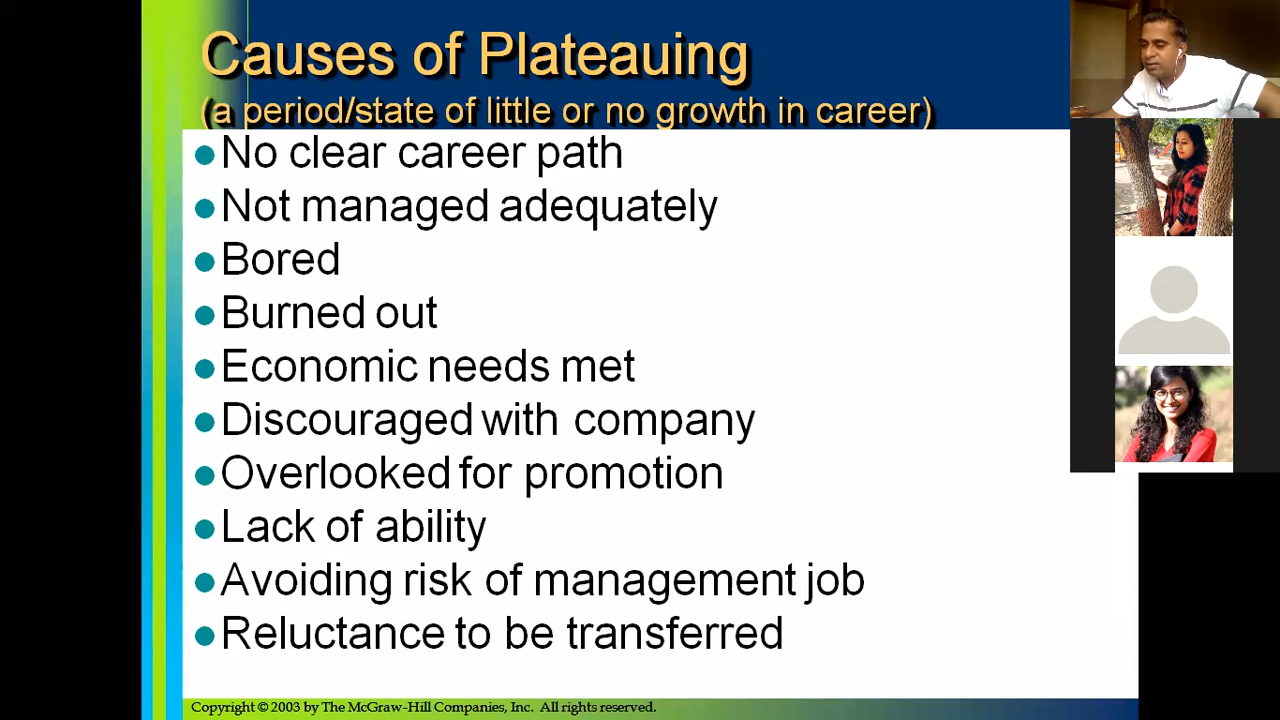 Causes of Plateauing
(a period/state of little or no growth in career)
No clear career path
Not managed adequately
Bored
Burned out
Economic needs met
Discouraged with company
Overlooked for promotion
Lack of ability
Avoiding risk of management job
Reluctance to be transferred
Copyright © 2003 by The McGraw-Hill Companies, Inc. All rights reserved.